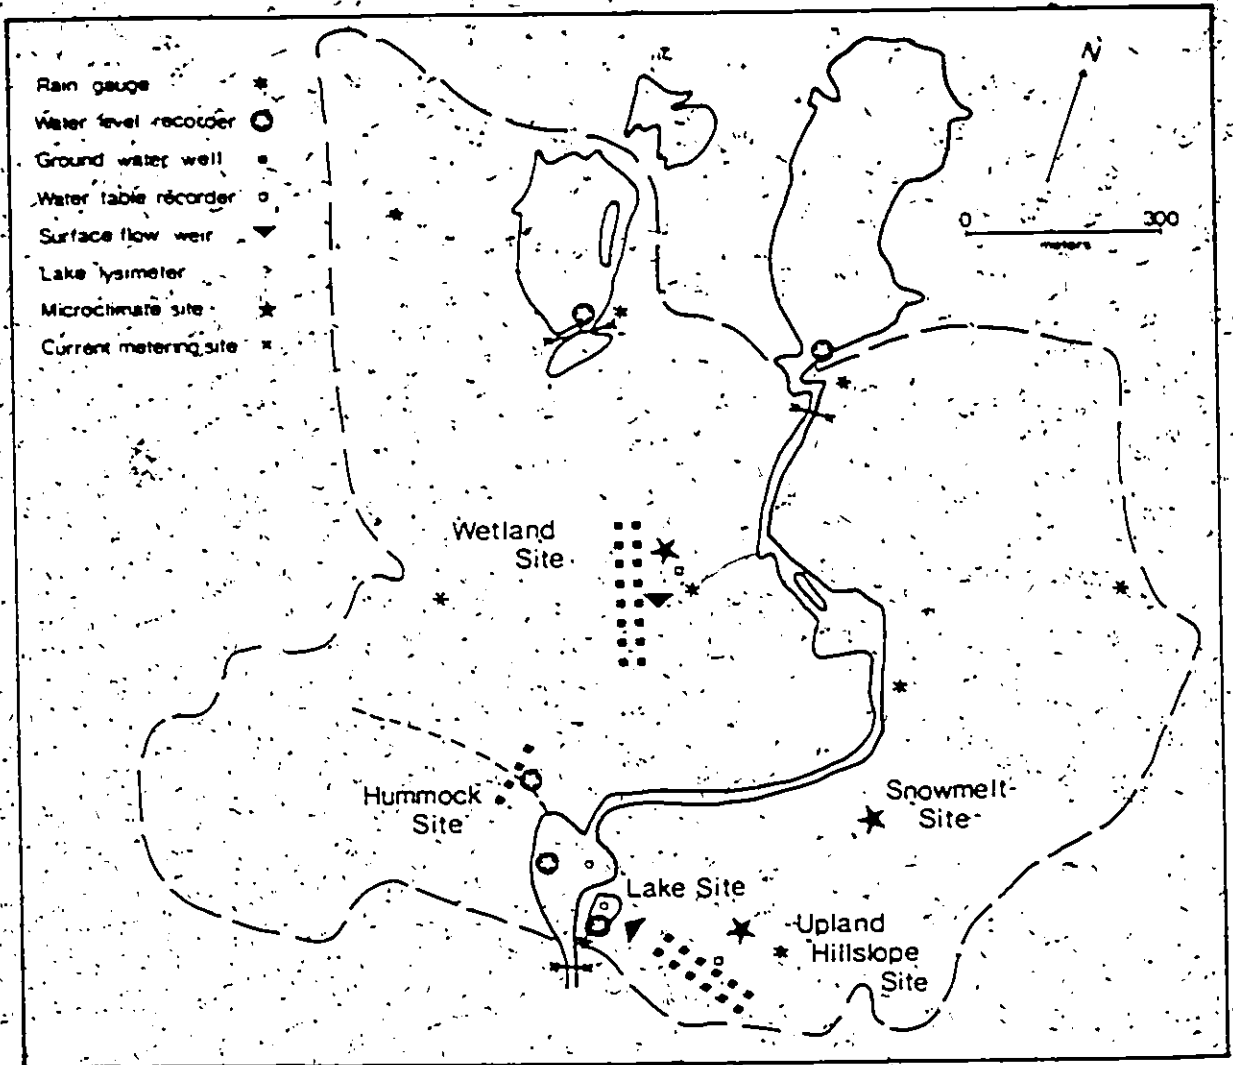 Rain gauge
Water level recorder
Ground water well
Water table recorder
Surface flow weir
Lake lysimeter
Microclimate site
Current metering site
N
0 300
meters
Wetland
Site
Hummock
Site
Snowmelt
Site
Lake Site
Upland
Hillslope
Site